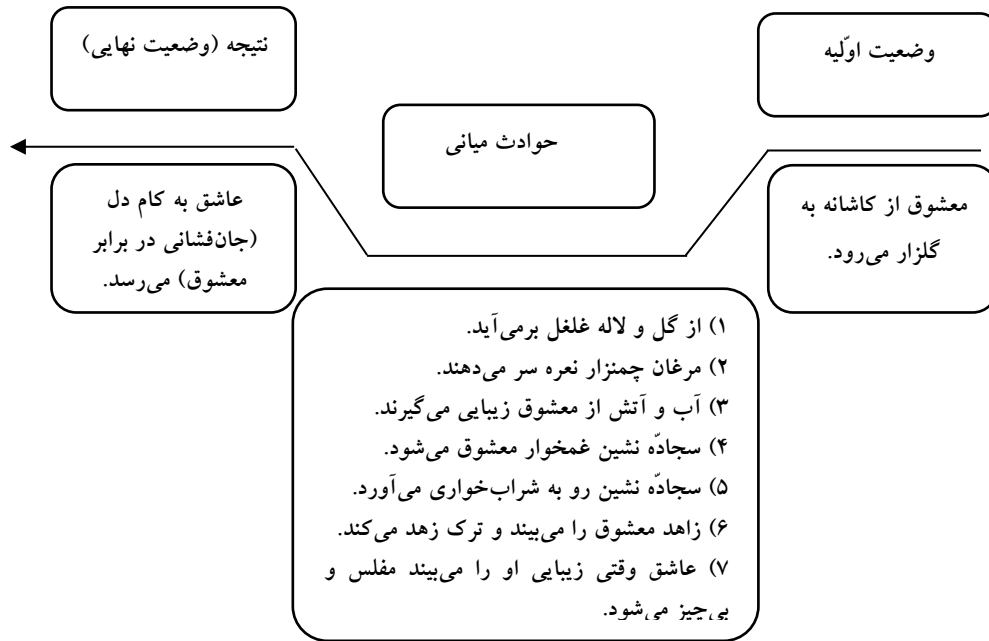 وضعیت اوّلیه
حوادث میانی
نتیجه (وضعیت نهایی)
معشوق از کاشانه به
گلزار می‌رود.
۱) از گل و لاله غلغل برمی‌آید.
۲) مرغان چمنزار نعره سر می‌دهند.
۳) آب و آتش از معشوق زیبایی می‌گیرند.
۴) سجادّه نشین غمخوار معشوق می‌شود.
۵) سجادّه نشین رو به شراب‌خواری می‌آورد.
۶) زاهد معشوق را می‌بیند و ترک زهد می‌کند.
۷) عاشق وقتی زیبایی او را می‌بیند مفلس و
بی‌چیز می‌شود.
عاشق به کام دل
(جان‌فشانی در برابر
معشوق) می‌رسد.